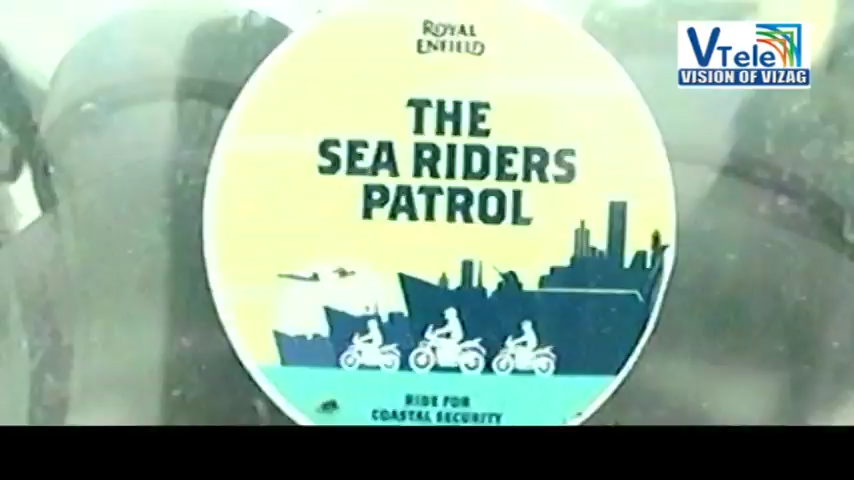 ROYAL
ENFIELD
VTele
VISION OF VIZAG
THE
SEA RIDERS
PATROL
RIDE FOR
COASTAL SECURITY